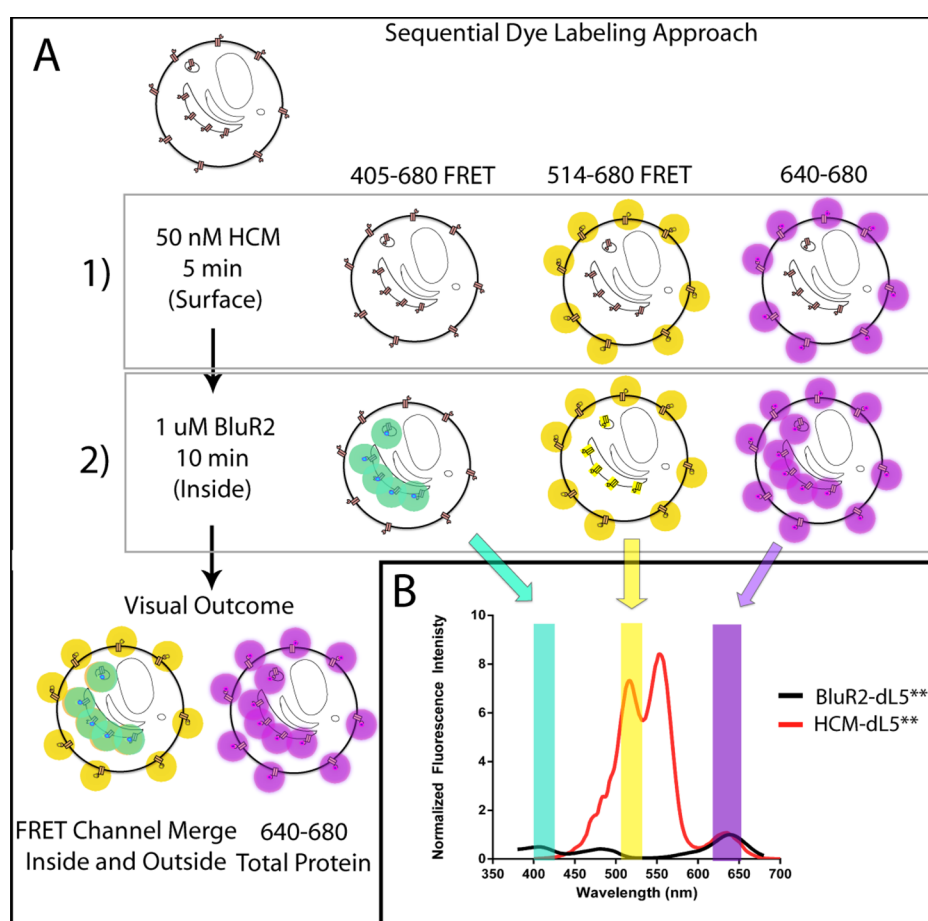 A
Sequential Dye Labeling Approach
405-680 FRET
514-680 FRET
640-680
1)
50 nM HCM
5 min
(Surface)
2)
1 uM BluR2
10 min
(Inside)
Visual Outcome
FRET Channel Merge
Inside and Outside
640-680
Total Protein
B
Normalized Fluorescence Intenisty
10
8
6
4
2
0
350
400
450
500
550
600
650
700
Wavelength (nm)
BluR2-dL5**
HCM-dL5**